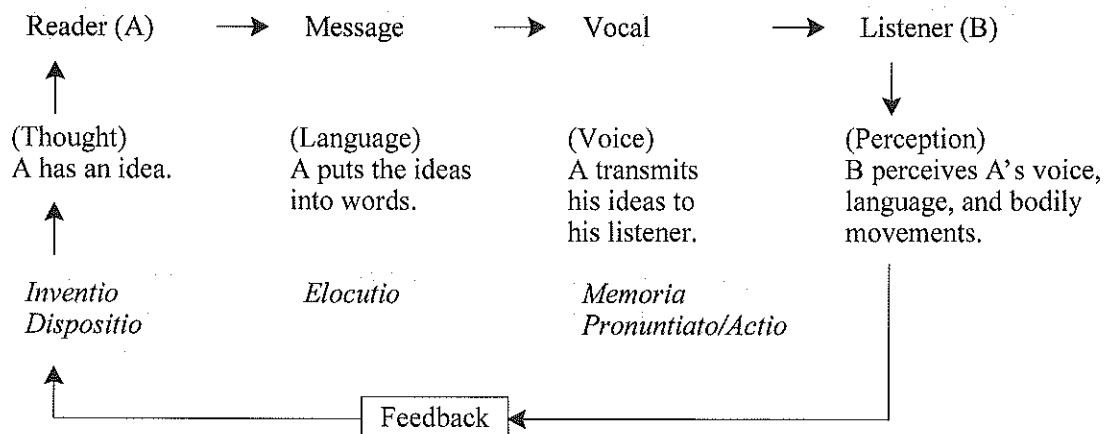 Reader (A) Message Vocal Listener (B)
(Thought) (Language) (Voice) (Perception)
A has an idea. A puts the ideas A transmits B perceives A's voice,
into words. his ideas to language, and bodily
his listener. movements.
Inventio Elocutio Memoria
Dispositio Pronuntiato/Actio
Feedback